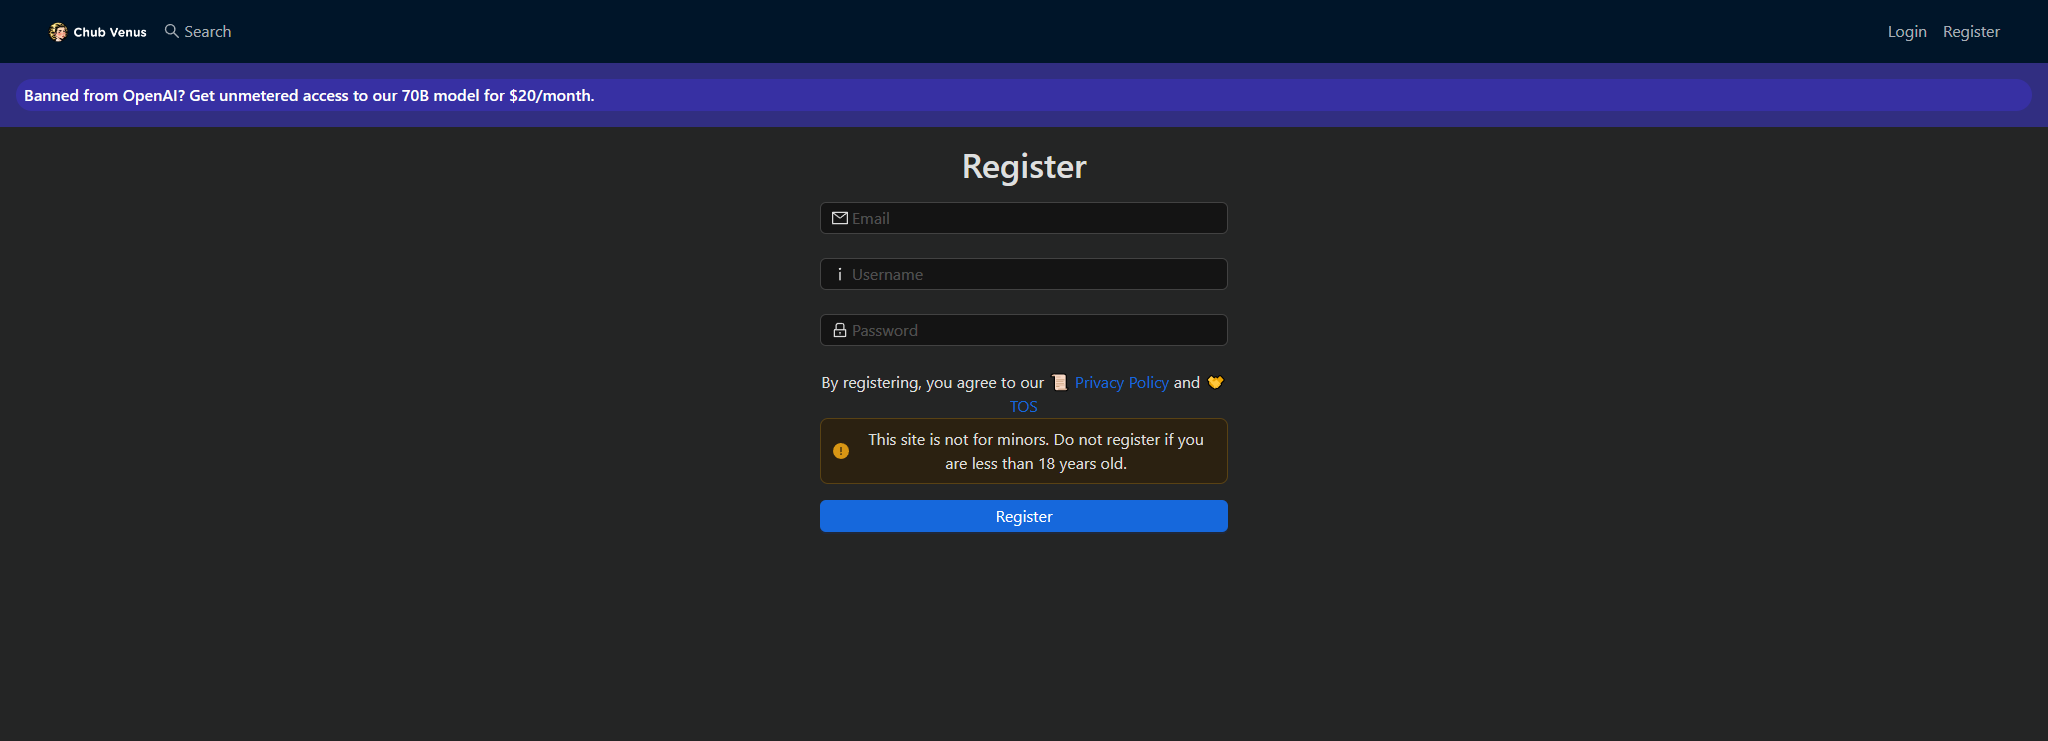 Chub Venus
Search
Login
Register
Banned from OpenAI? Get unmetered access to our 70B model for $20/month.
Register
Email
Username
Password
By registering, you agree to our 📜 Privacy Policy and 🤝
TOS
This site is not for minors. Do not register if you
are less than 18 years old.
Register